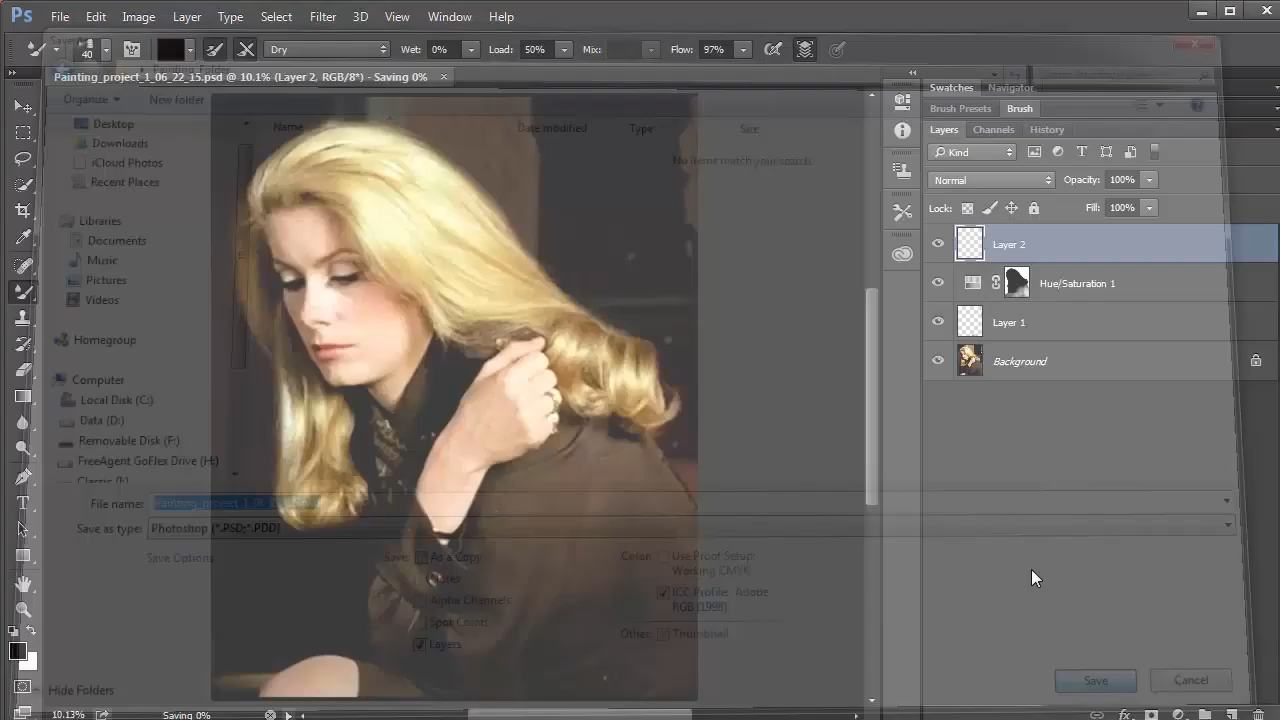 Ps File Edit Image Layer Type Select Filter 3D View Window Help
40 Dry Wet: 0% Load: 50% Mix: Flow: 97%
Painting_project_1_06_22_15.psd @ 10.1% (Layer 2, RGB/8*) - Saving 0% ×
Organize New folder
Name Date modified Type Size
No items match your search.
Desktop
Downloads
iCloud Photos
Recent Places
Libraries
Documents
Music
Pictures
Videos
Homegroup
Computer
Local Disk (C:)
Data (D:)
Removable Disk (F:)
FreeAgent GoFlex Drive (H:)
File name:
Save as type: Photoshop (*.PSD;*.PDD)
Save Options
Save: As a Copy
Notes
Alpha Channels
Spot Colors
Layers
Color: Use Proof Setup:
Working CMYK
ICC Profile: Adobe
RGB (1998)
Other: Thumbnail
Hide Folders
Save Cancel
Swatches Navigator
Brush Presets Brush
Layers Channels History
Kind
Normal Opacity: 100%
Lock: Fill: 100%
Layer 2
Hue/Saturation 1
Layer 1
Background
10.13% Saving 0%
fx